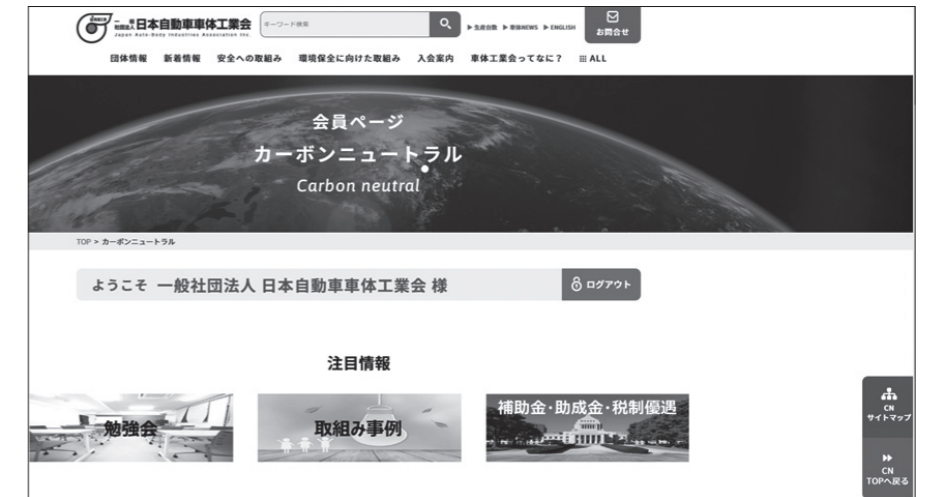 一般社団法人 日本自動車車体工業会
Japan Auto-Body Industries Association Inc.
キーワード検索
▶ 生産台数 ▶ 車体NEWS ▶ ENGLISH
お問合せ
団体情報 新着情報 安全への取組み 環境保全に向けた取組み 入会案内 車体工業会ってなに? ALL
会員ページ
カーボンニュートラル
Carbon neutral
TOP > カーボンニュートラル
ようこそ 一般社団法人 日本自動車車体工業会 様
ログアウト
注目情報
勉強会
取組み事例
補助金・助成金・税制優遇
CN
サイトマップ
CN
TOPへ戻る